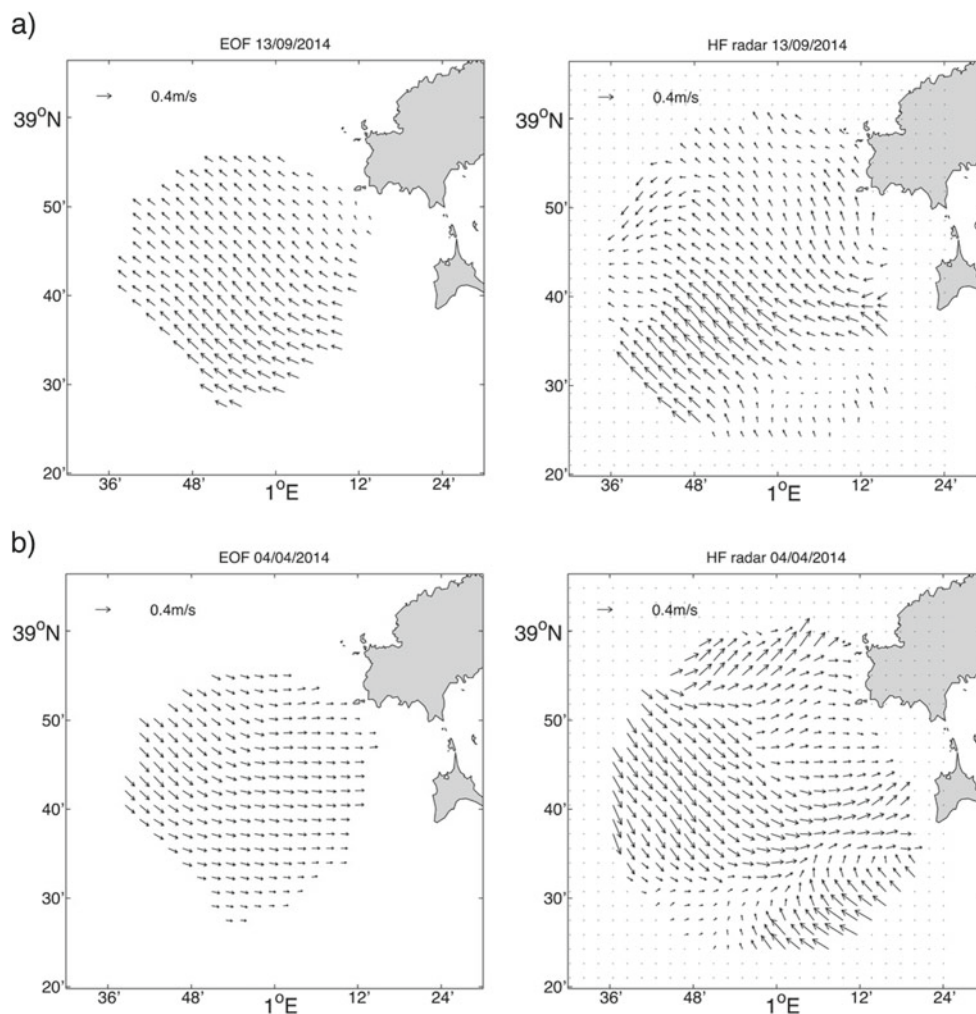 a)
EOF 13/09/2014
0.4m/s
39°N
50'
40'
30'
20'
36'
48'
1°E
12'
24'
HF radar 13/09/2014
0.4m/s
39°N
50'
40'
30'
20'
36'
48'
1°E
12'
24'
b)
EOF 04/04/2014
0.4m/s
39°N
50'
40'
30'
20'
36'
48'
1°E
12'
24'
HF radar 04/04/2014
0.4m/s
39°N
50'
40'
30'
20'
36'
48'
1°E
12'
24'